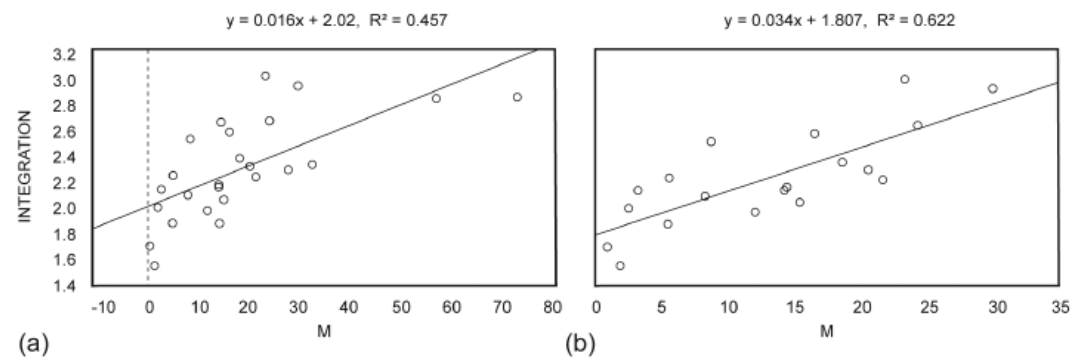 y = 0.016x + 2.02, R² = 0.457
y = 0.034x + 1.807, R² = 0.622
INTEGRATION
3.2
3.0
2.8
2.6
2.4
2.2
2.0
1.8
1.6
1.4
-10 0 10 20 30 40 50 60 70 80
0 5 10 15 20 25 30 35
M
M
(a)
(b)